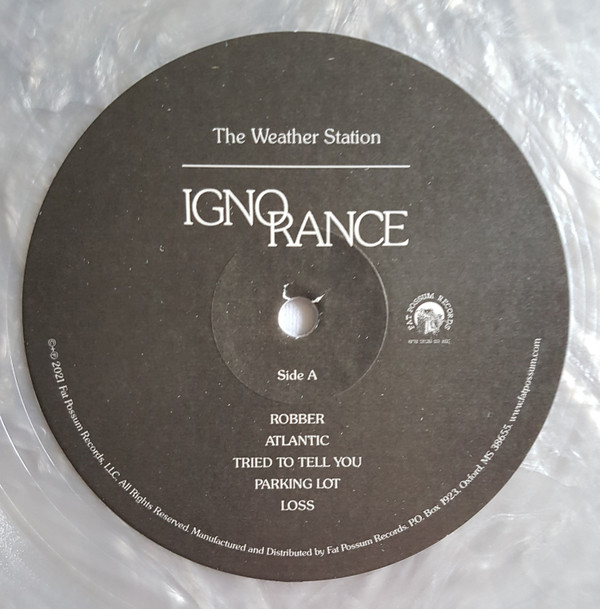 The Weather Station
IGNORANCE
FAT POSSUM RECORDS
Side A
ROBBER
ATLANTIC
TRIED TO TELL YOU
PARKING LOT
LOSS
©+℗ 2021 Fat Possum Records, LLC. All Rights Reserved. Manufactured and Distributed by Fat Possum Records. P.O. Box 1923, Oxford, MS 38655. www.fatpossum.com